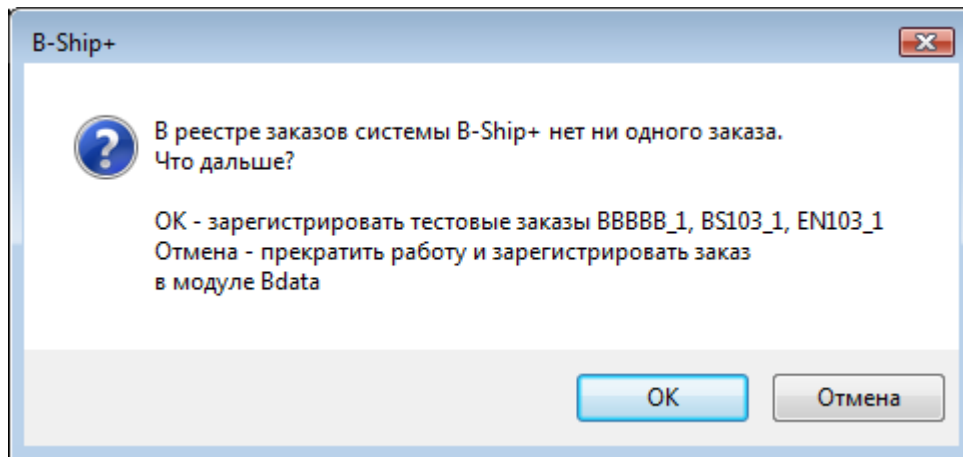 B-Ship+
В реестре заказов системы B-Ship+ нет ни одного заказа.
Что дальше?
ОК - зарегистрировать тестовые заказы BBBBB_1, BS103_1, EN103_1
Отмена - прекратить работу и зарегистрировать заказ
в модуле Bdata
ОК
Отмена